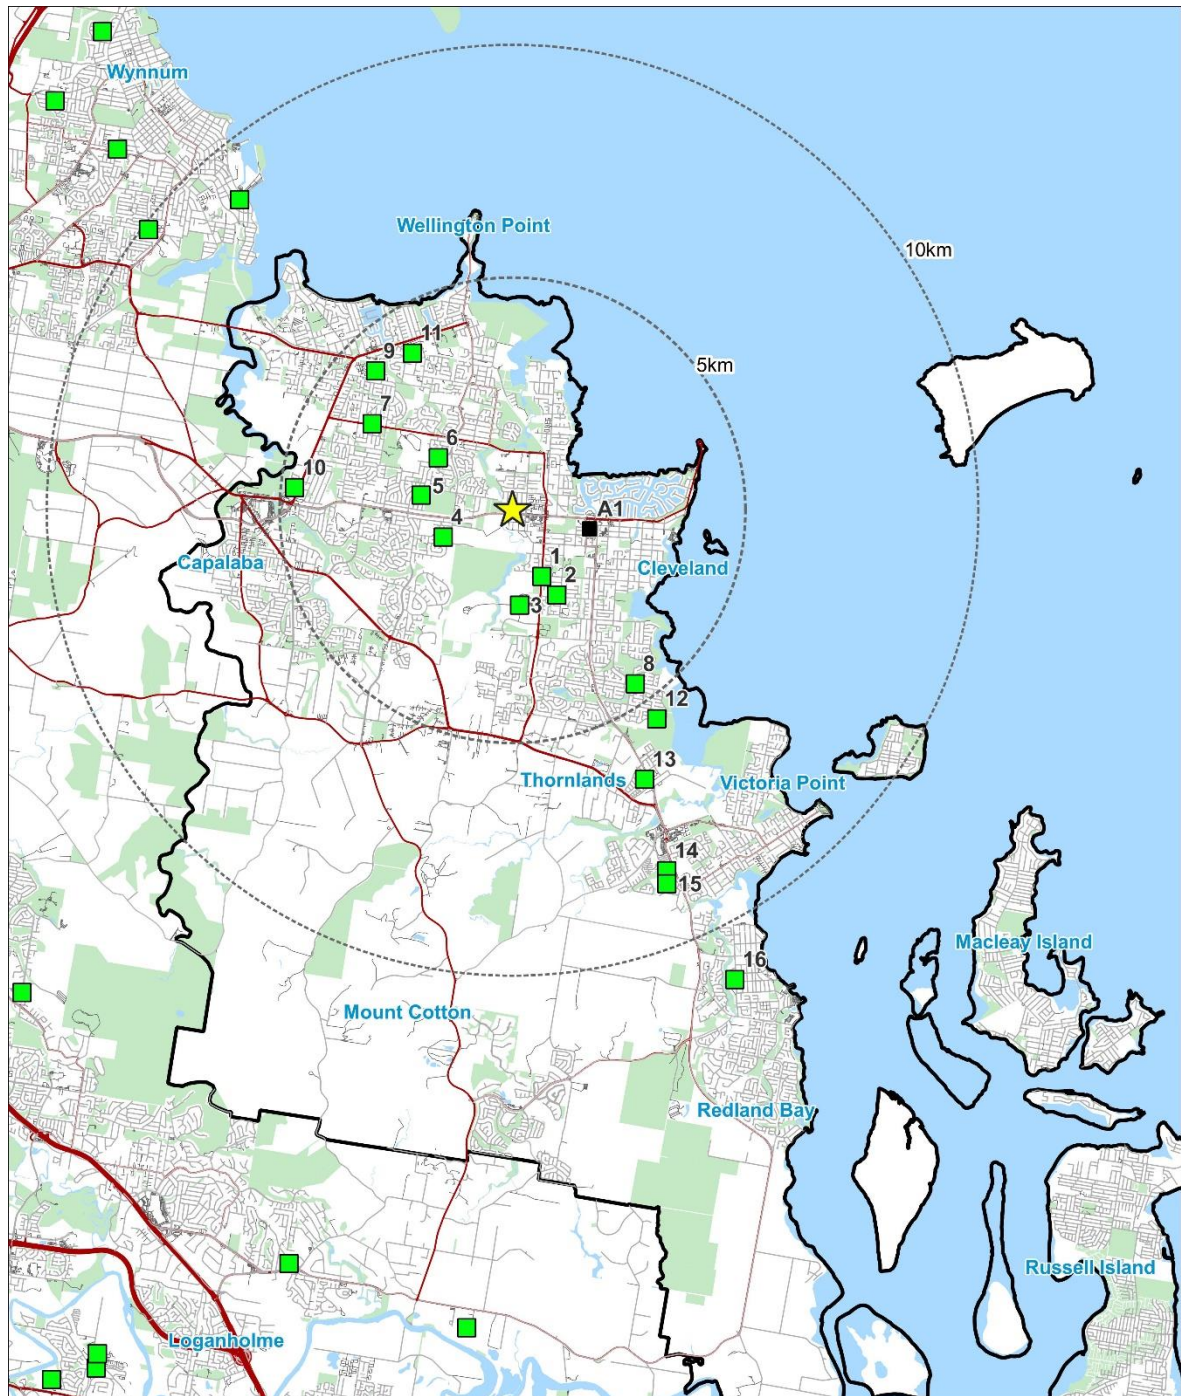 Wynnum
Wellington Point
10km
11
9
5km
7
6
10
5
A1
4
Capalaba
1
2
Cleveland
3
8
12
13
Thornlands
Victoria Point
14
15
Macleay Island
16
Mount Cotton
Redland Bay
Russell Island
Loganholme